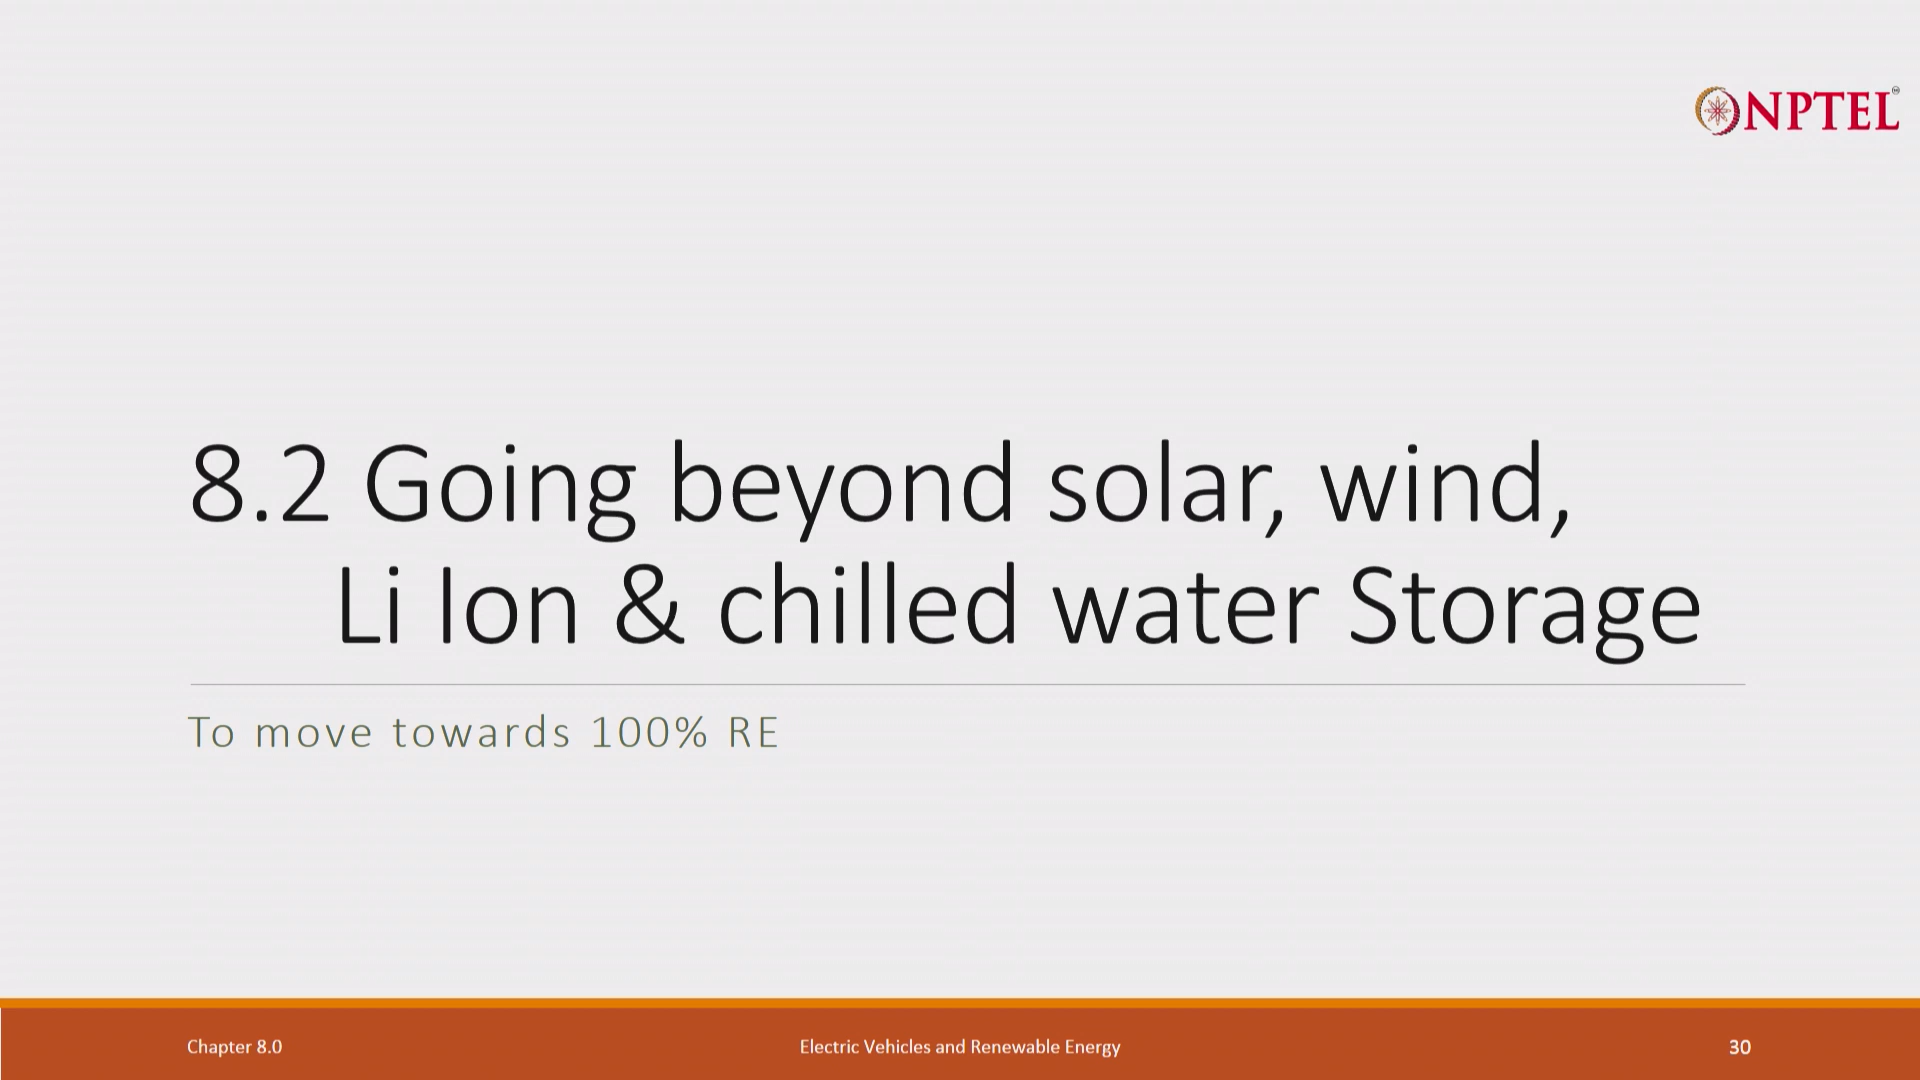 NPTEL
8.2 Going beyond solar, wind,
Li Ion & chilled water Storage
To move towards 100% RE
Chapter 8.0
Electric Vehicles and Renewable Energy
30